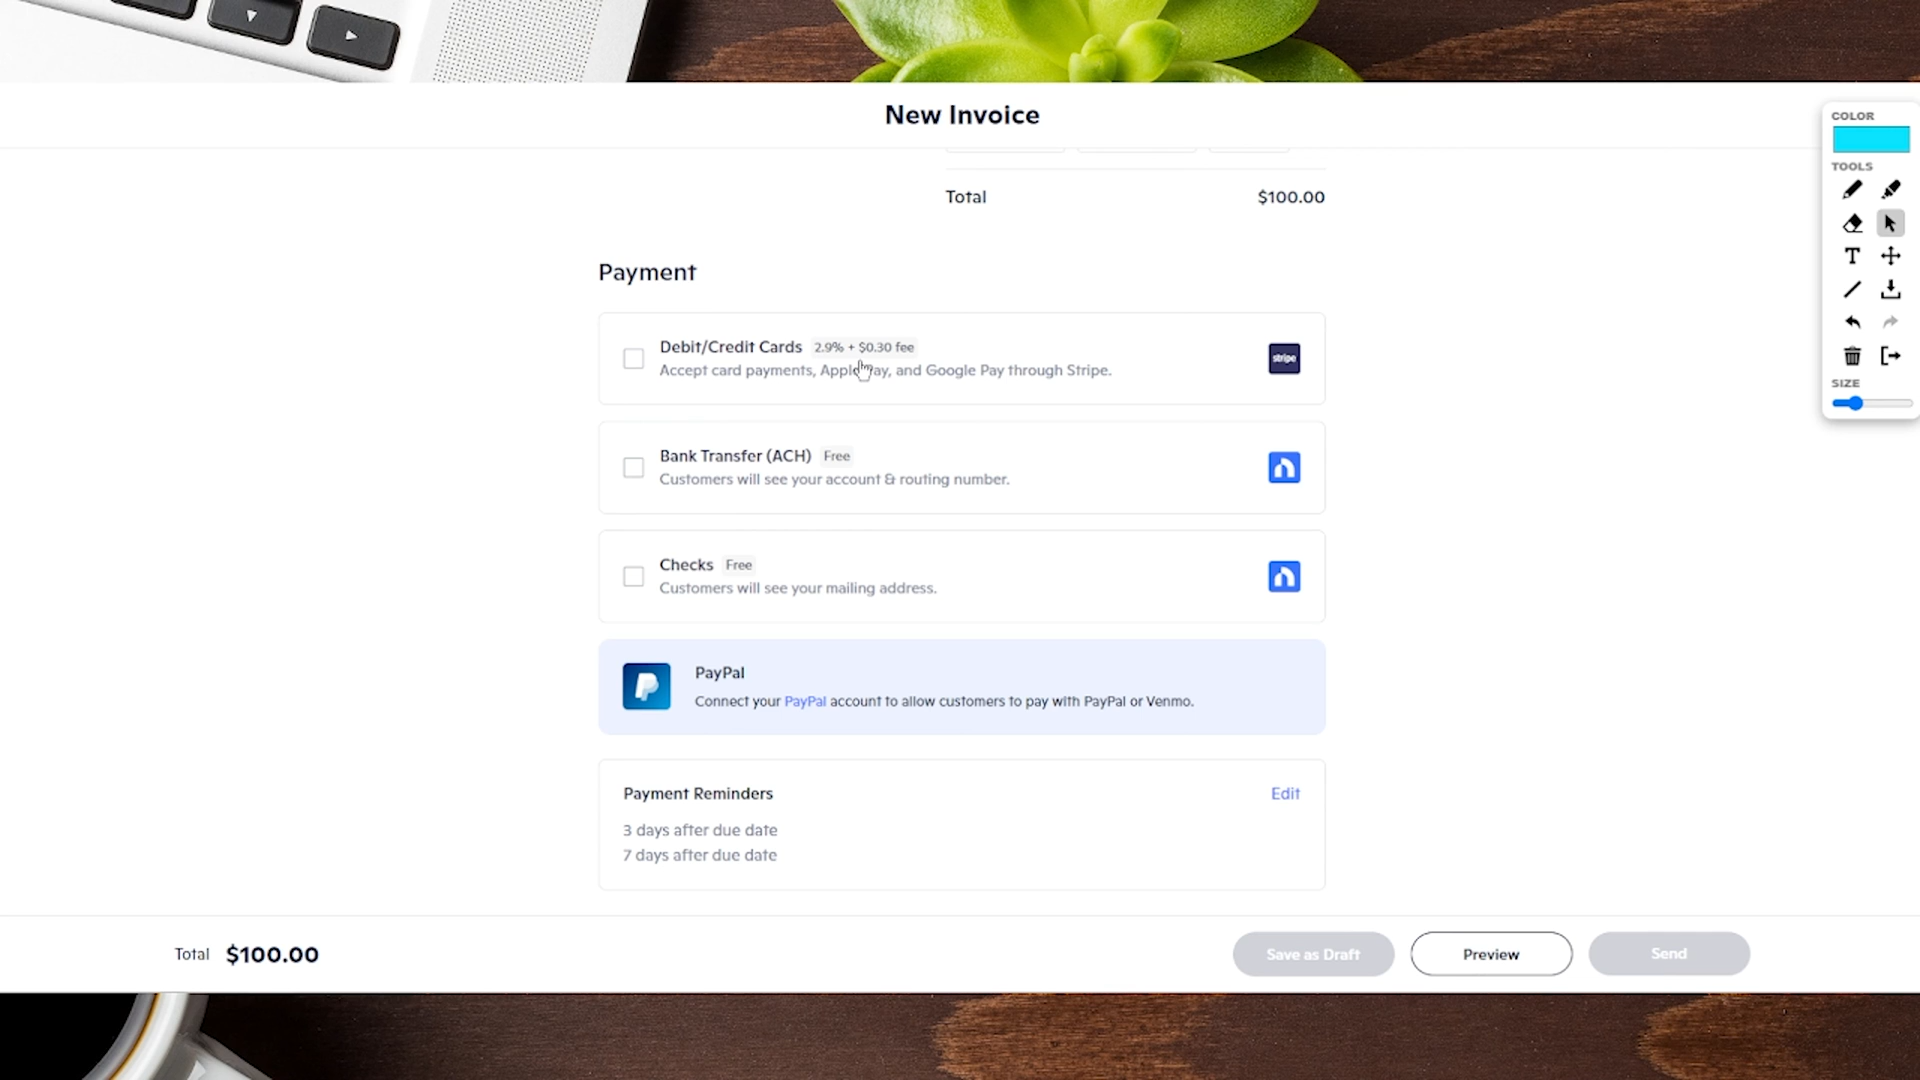 New Invoice
Total $100.00
Payment
Debit/Credit Cards 2.9% + $0.30 fee
Accept card payments, Apple Pay, and Google Pay through Stripe.
stripe
Bank Transfer (ACH) Free
Customers will see your account & routing number.
Checks Free
Customers will see your mailing address.
PayPal
Connect your PayPal account to allow customers to pay with PayPal or Venmo.
Payment Reminders Edit
3 days after due date
7 days after due date
Total $100.00
Save as Draft Preview Send
COLOR
TOOLS
T
SIZE